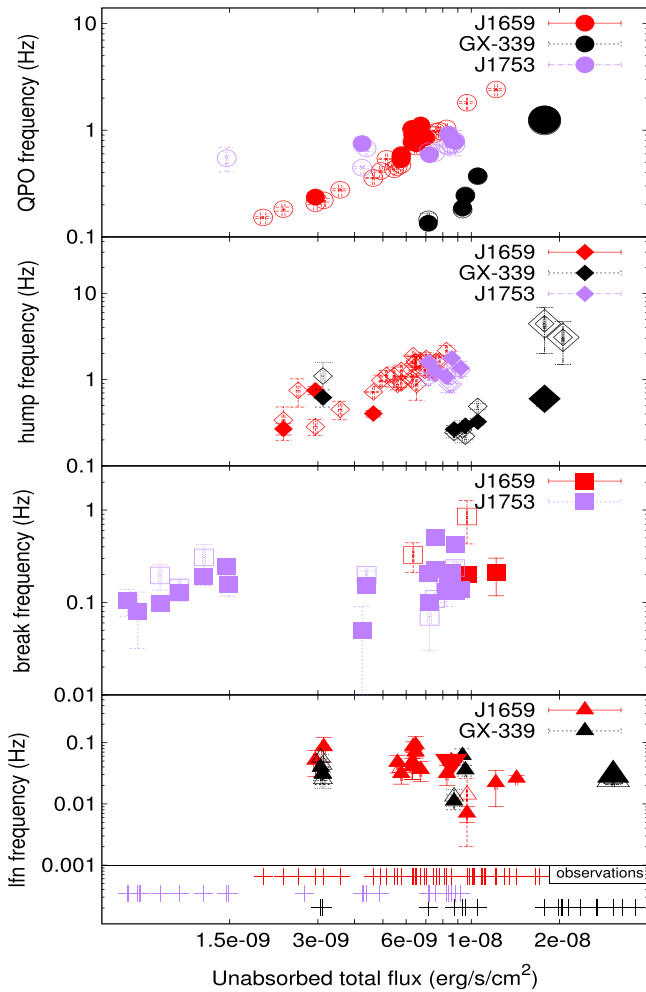 10
1
0.1
QPO frequency (Hz)
J1659
GX-339
J1753
10
1
0.1
hump frequency (Hz)
J1659
GX-339
J1753
1
0.1
0.01
break frequency (Hz)
J1659
J1753
0.1
0.01
0.001
lfn frequency (Hz)
J1659
GX-339
observations
1.5e-09 3e-09 6e-09 1e-08 2e-08
Unabsorbed total flux (erg/s/cm²)